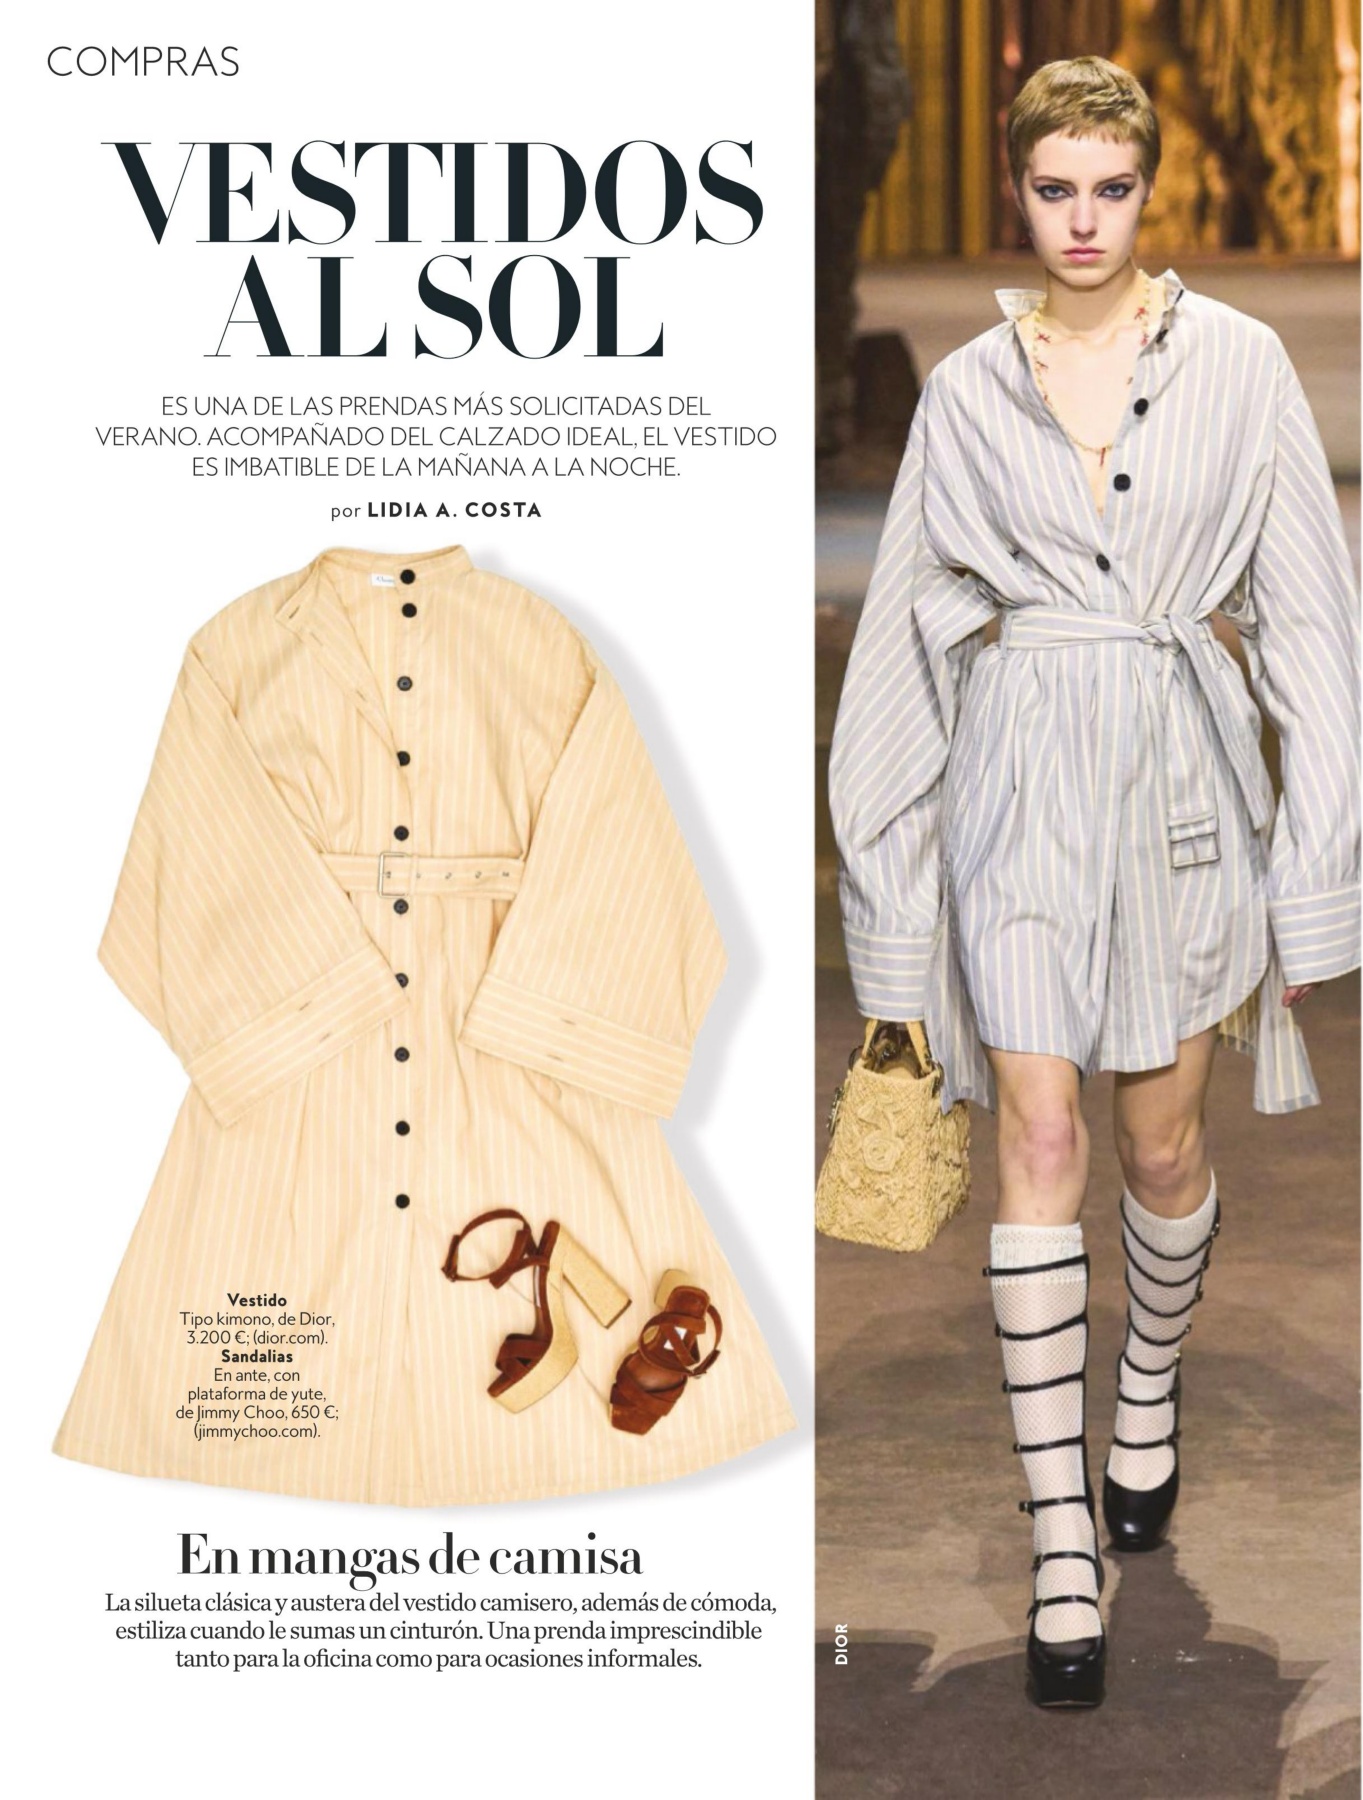 COMPRAS
VESTIDOS
AL SOL
ES UNA DE LAS PRENDAS MÁS SOLICITADAS DEL
VERANO. ACOMPAÑADO DEL CALZADO IDEAL, EL VESTIDO
ES IMBATIBLE DE LA MAÑANA A LA NOCHE.
por LIDIA A. COSTA
Vestido
Tipo kimono, de Dior,
3.200 €; (dior.com).
Sandalias
En ante, con
plataforma de yute,
de Jimmy Choo, 650 €;
(jimmychoo.com).
En mangas de camisa
La silueta clásica y austera del vestido camisero, además de cómoda,
estiliza cuando le sumas un cinturón. Una prenda imprescindible
tanto para la oficina como para ocasiones informales.
DIOR